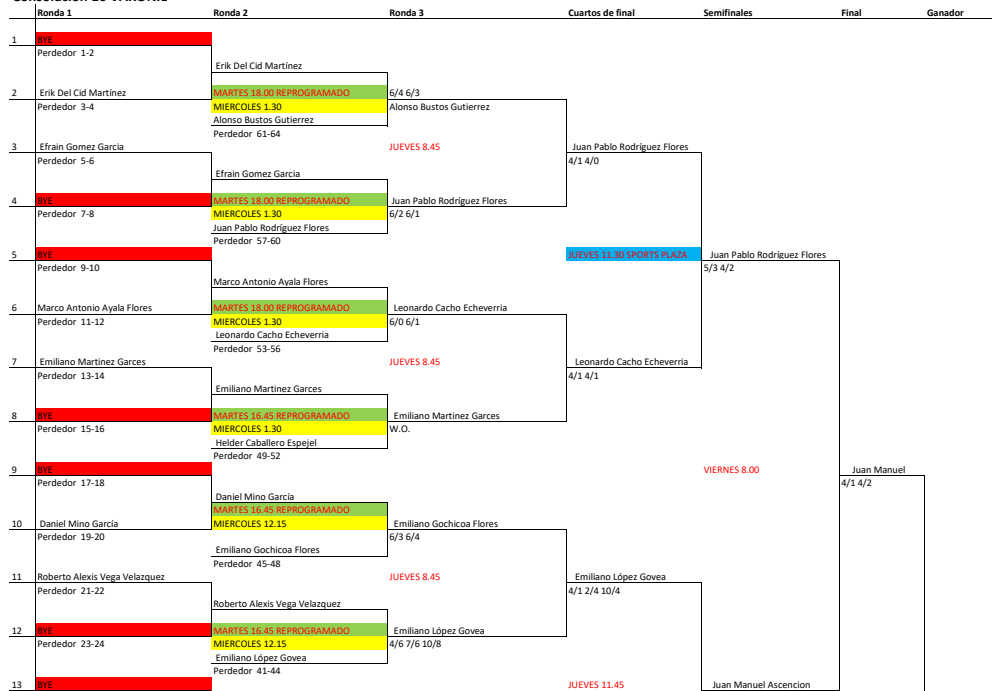 Ronda 1 Ronda 2 Ronda 3 Cuartos de final Semifinales Final Ganador
1 BYE
Perdedor 1-2
Erik Del Cid Martínez
2 Erik Del Cid Martínez MARTES 18.00 REPROGRAMADO 6/4 6/3
Perdedor 3-4 MIERCOLES 1.30 Alonso Bustos Gutierrez
Alonso Bustos Gutierrez
Perdedor 61-64
3 Efrain Gomez Garcia JUEVES 8.45 Juan Pablo Rodríguez Flores
Perdedor 5-6 4/1 4/0
Efrain Gomez Garcia
4 BYE MARTES 18.00 REPROGRAMADO Juan Pablo Rodríguez Flores
Perdedor 7-8 MIERCOLES 1.30 6/2 6/1
Juan Pablo Rodríguez Flores
Perdedor 57-60
5 BYE JUEVES 11.30 SPORTS PLAZA Juan Pablo Rodríguez Flores
Perdedor 9-10 5/3 4/2
Marco Antonio Ayala Flores
6 Marco Antonio Ayala Flores MARTES 18.00 REPROGRAMADO Leonardo Cacho Echeverria
Perdedor 11-12 MIERCOLES 1.30 6/0 6/1
Leonardo Cacho Echeverria
Perdedor 53-56
7 Emiliano Martinez Garces JUEVES 8.45 Leonardo Cacho Echeverria
Perdedor 13-14 4/1 4/1
Emiliano Martinez Garces
8 BYE MARTES 16.45 REPROGRAMADO Emiliano Martinez Garces
Perdedor 15-16 MIERCOLES 1.30 W.O.
Helder Caballero Espejel
Perdedor 49-52
9 BYE VIERNES 8.00 Juan Manuel
Perdedor 17-18 4/1 4/2
Daniel Mino García
MARTES 16.45 REPROGRAMADO
10 Daniel Mino García MIERCOLES 12.15 Emiliano Gochicoa Flores
Perdedor 19-20 6/3 6/4
Emiliano Gochicoa Flores
Perdedor 45-48
11 Roberto Alexis Vega Velazquez JUEVES 8.45 Emiliano López Govea
Perdedor 21-22 4/1 2/4 10/4
Roberto Alexis Vega Velazquez
12 BYE MARTES 16.45 REPROGRAMADO Emiliano López Govea
Perdedor 23-24 MIERCOLES 12.15 4/6 7/6 10/8
Emiliano López Govea
Perdedor 41-44
13 BYE JUEVES 11.45 Juan Manuel Ascencion